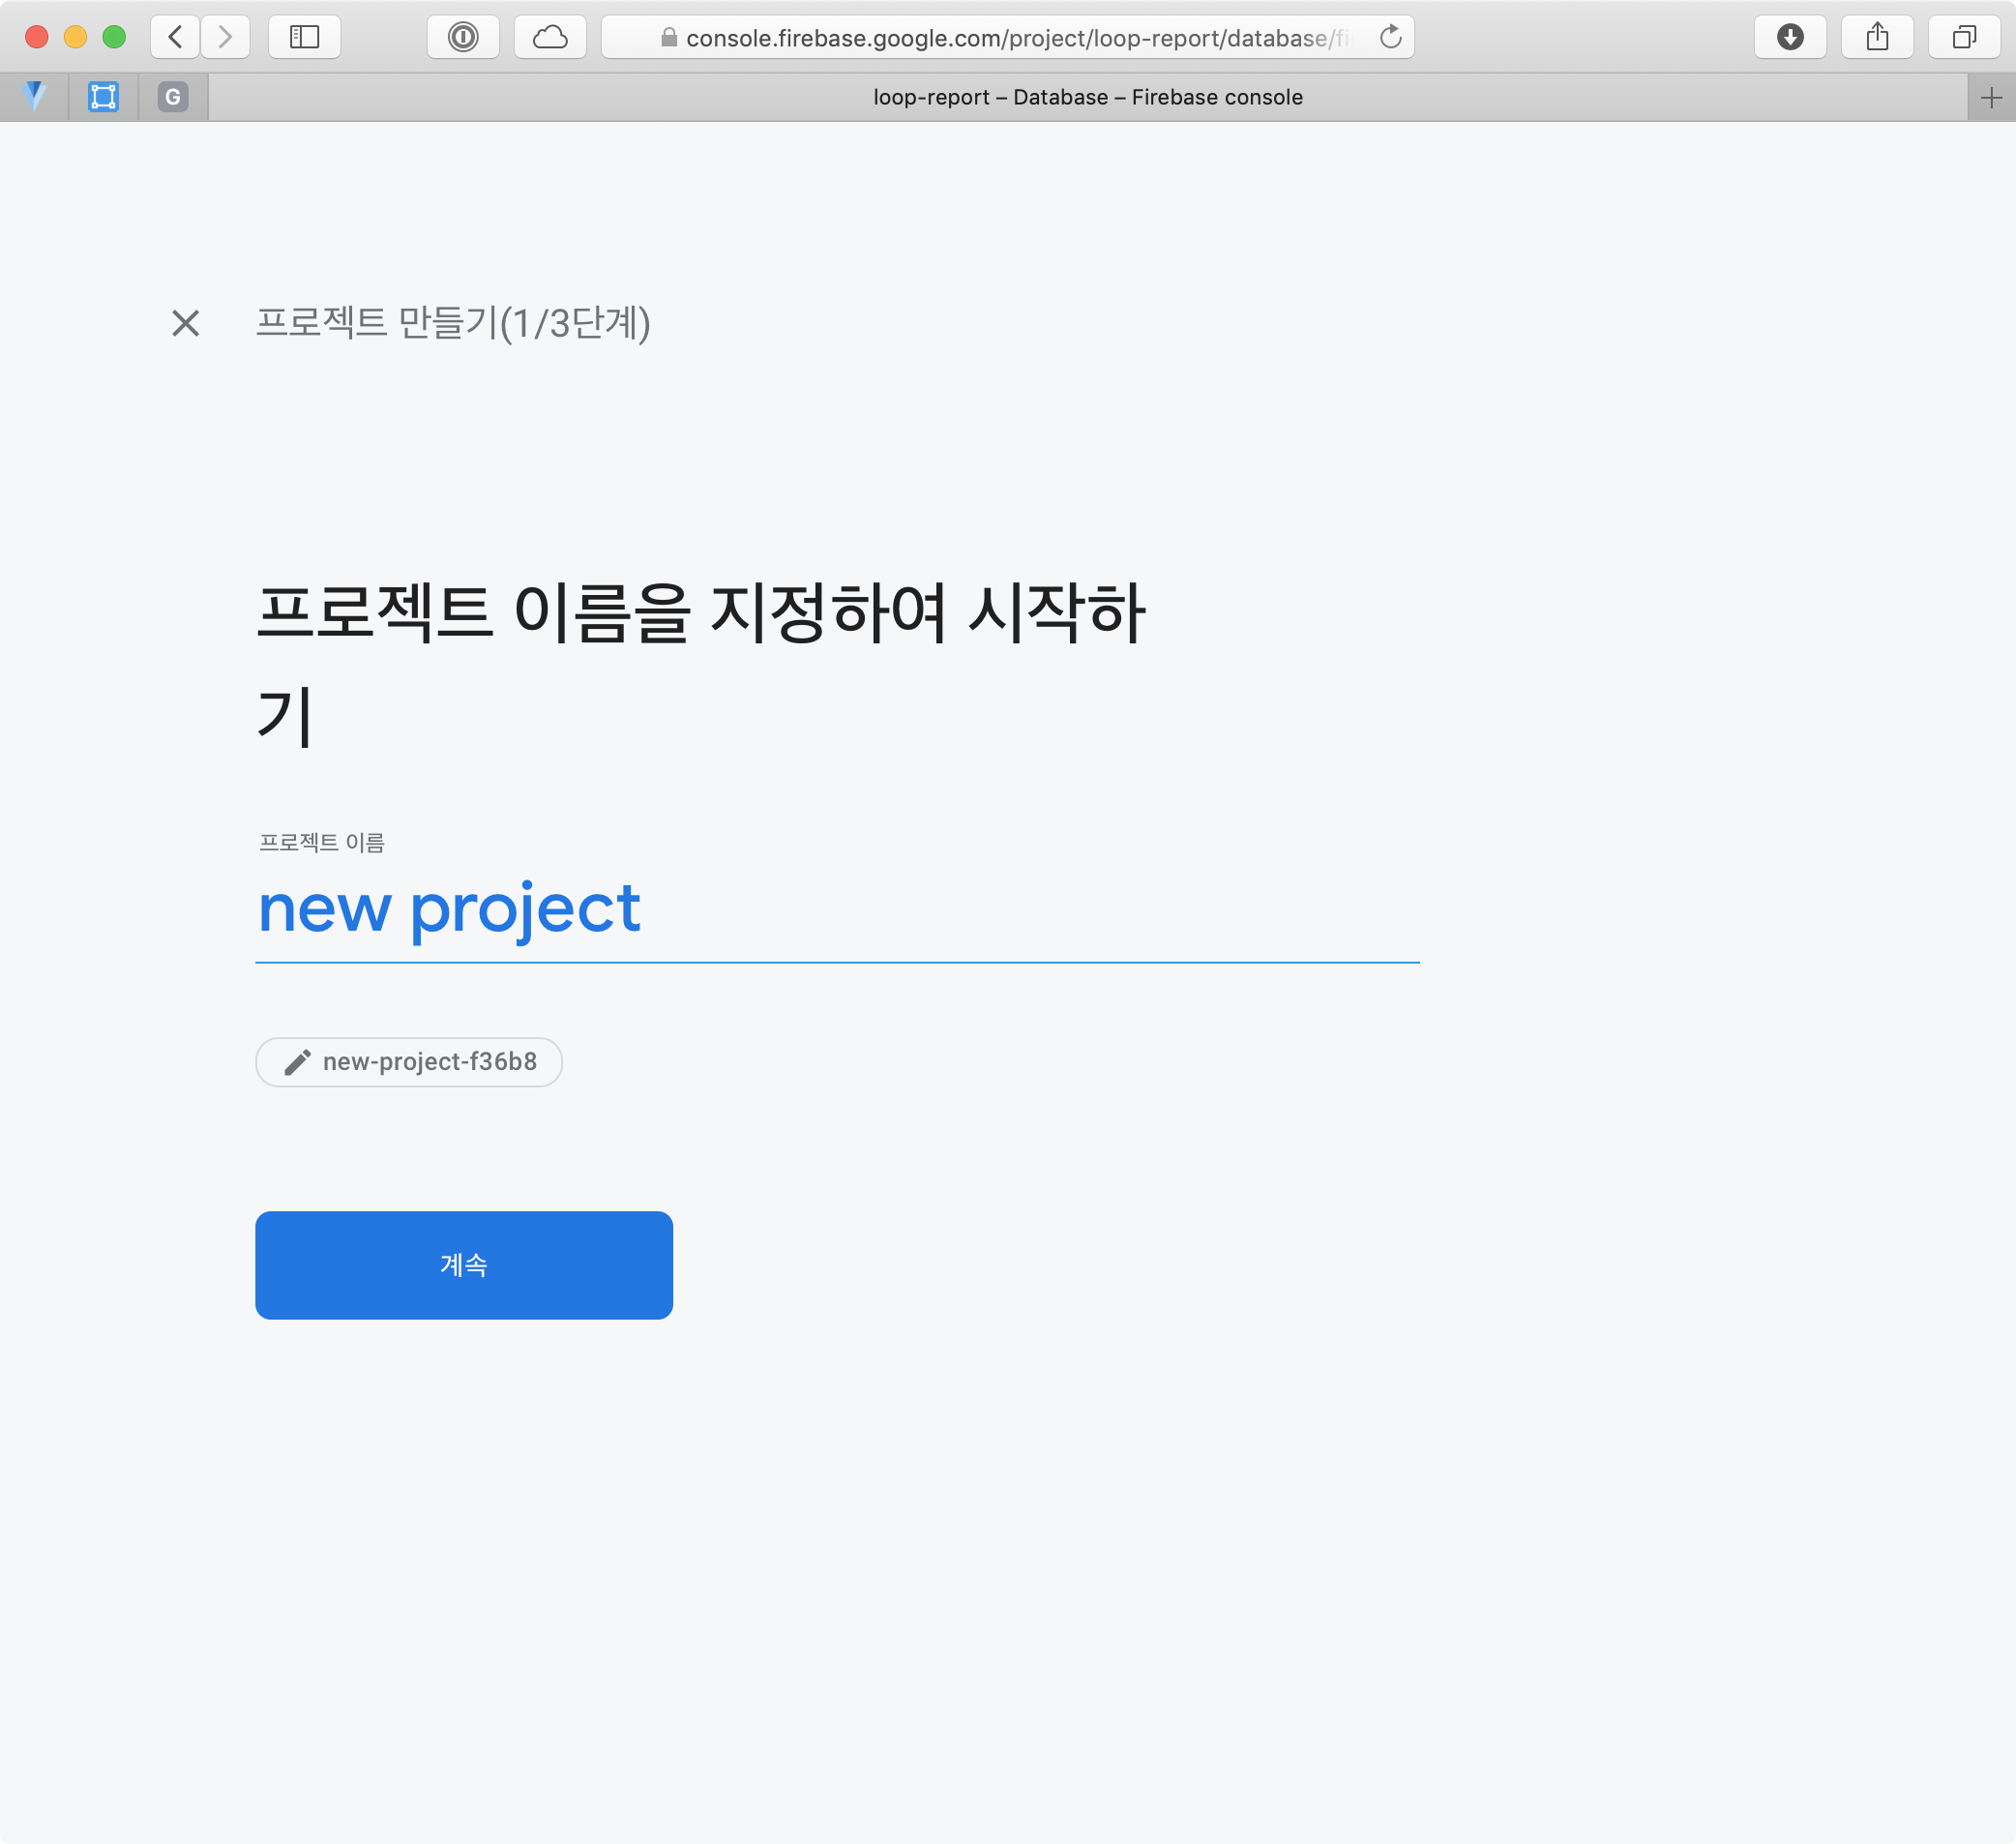 console.firebase.google.com/project/loop-report/database/fi
G
loop-report – Database – Firebase console
프로젝트 만들기(1/3단계)
프로젝트 이름을 지정하여 시작하
기
프로젝트 이름
new project
new-project-f36b8
계속